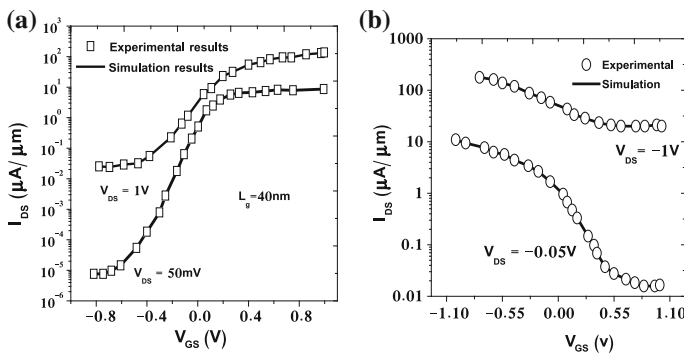 (a)
10³
10²
10¹
10⁰
10⁻¹
10⁻²
10⁻³
10⁻⁴
10⁻⁵
10⁻⁶
I_DS (μA/ μm)
Experimental results
Simulation results
V_DS = 1V
L_g=40nm
V_DS = 50mV
−0.8 −0.4 0.0 0.4 0.8
V_GS (V)
(b)
1000
100
10
1
0.1
0.01
I_DS (μA/ μm)
Experimental
Simulation
V_DS = −1V
V_DS = −0.05V
−1.10 −0.55 0.00 0.55 1.10
V_GS (v)